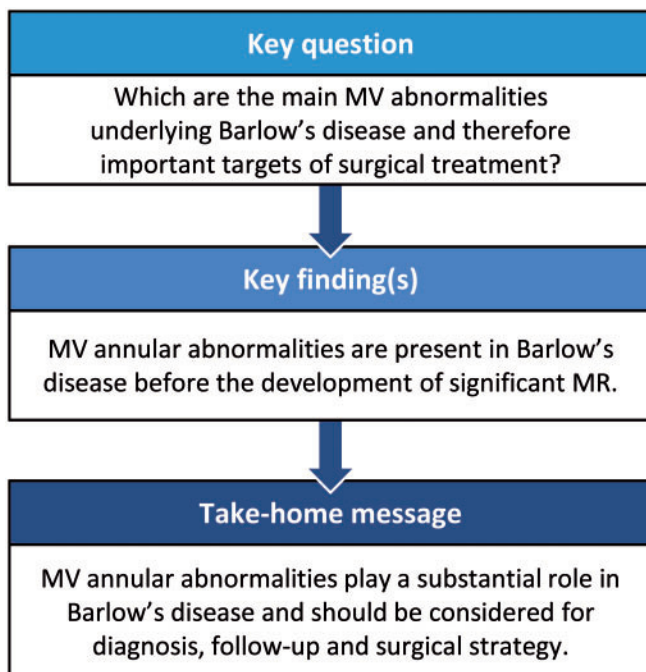 Key question
Which are the main MV abnormalities
underlying Barlow's disease and therefore
important targets of surgical treatment?
Key finding(s)
MV annular abnormalities are present in Barlow's
disease before the development of significant MR.
Take-home message
MV annular abnormalities play a substantial role in
Barlow's disease and should be considered for
diagnosis, follow-up and surgical strategy.